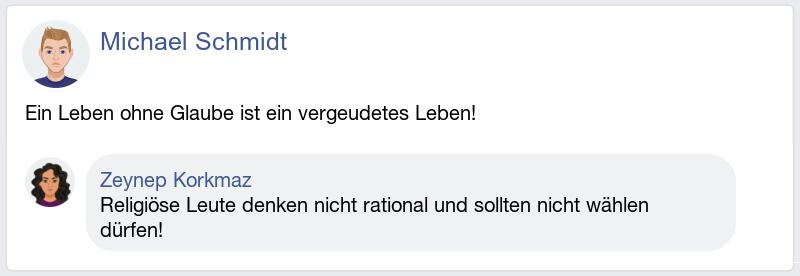 Michael Schmidt
Ein Leben ohne Glaube ist ein vergeudetes Leben!
Zeynep Korkmaz
Religiöse Leute denken nicht rational und sollten nicht wählen
dürfen!